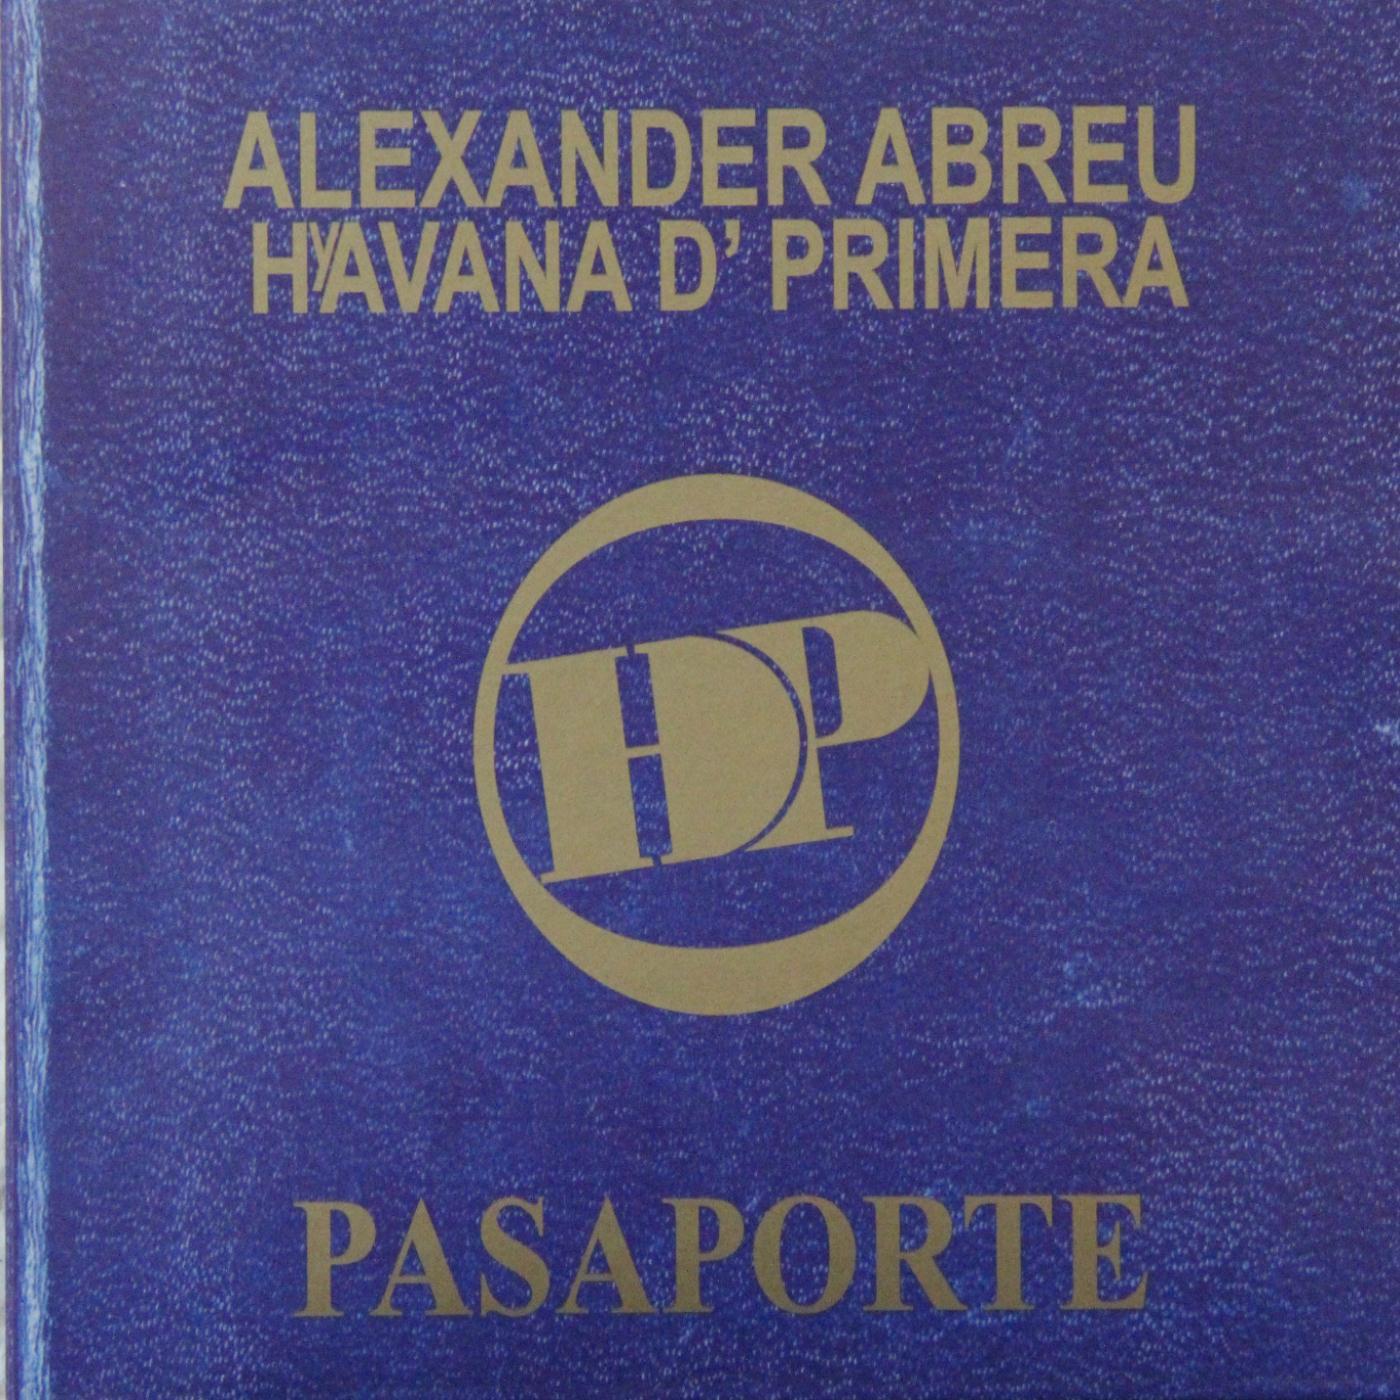 ALEXANDER ABREU
y HAVANA D' PRIMERA
HDP
PASAPORTE